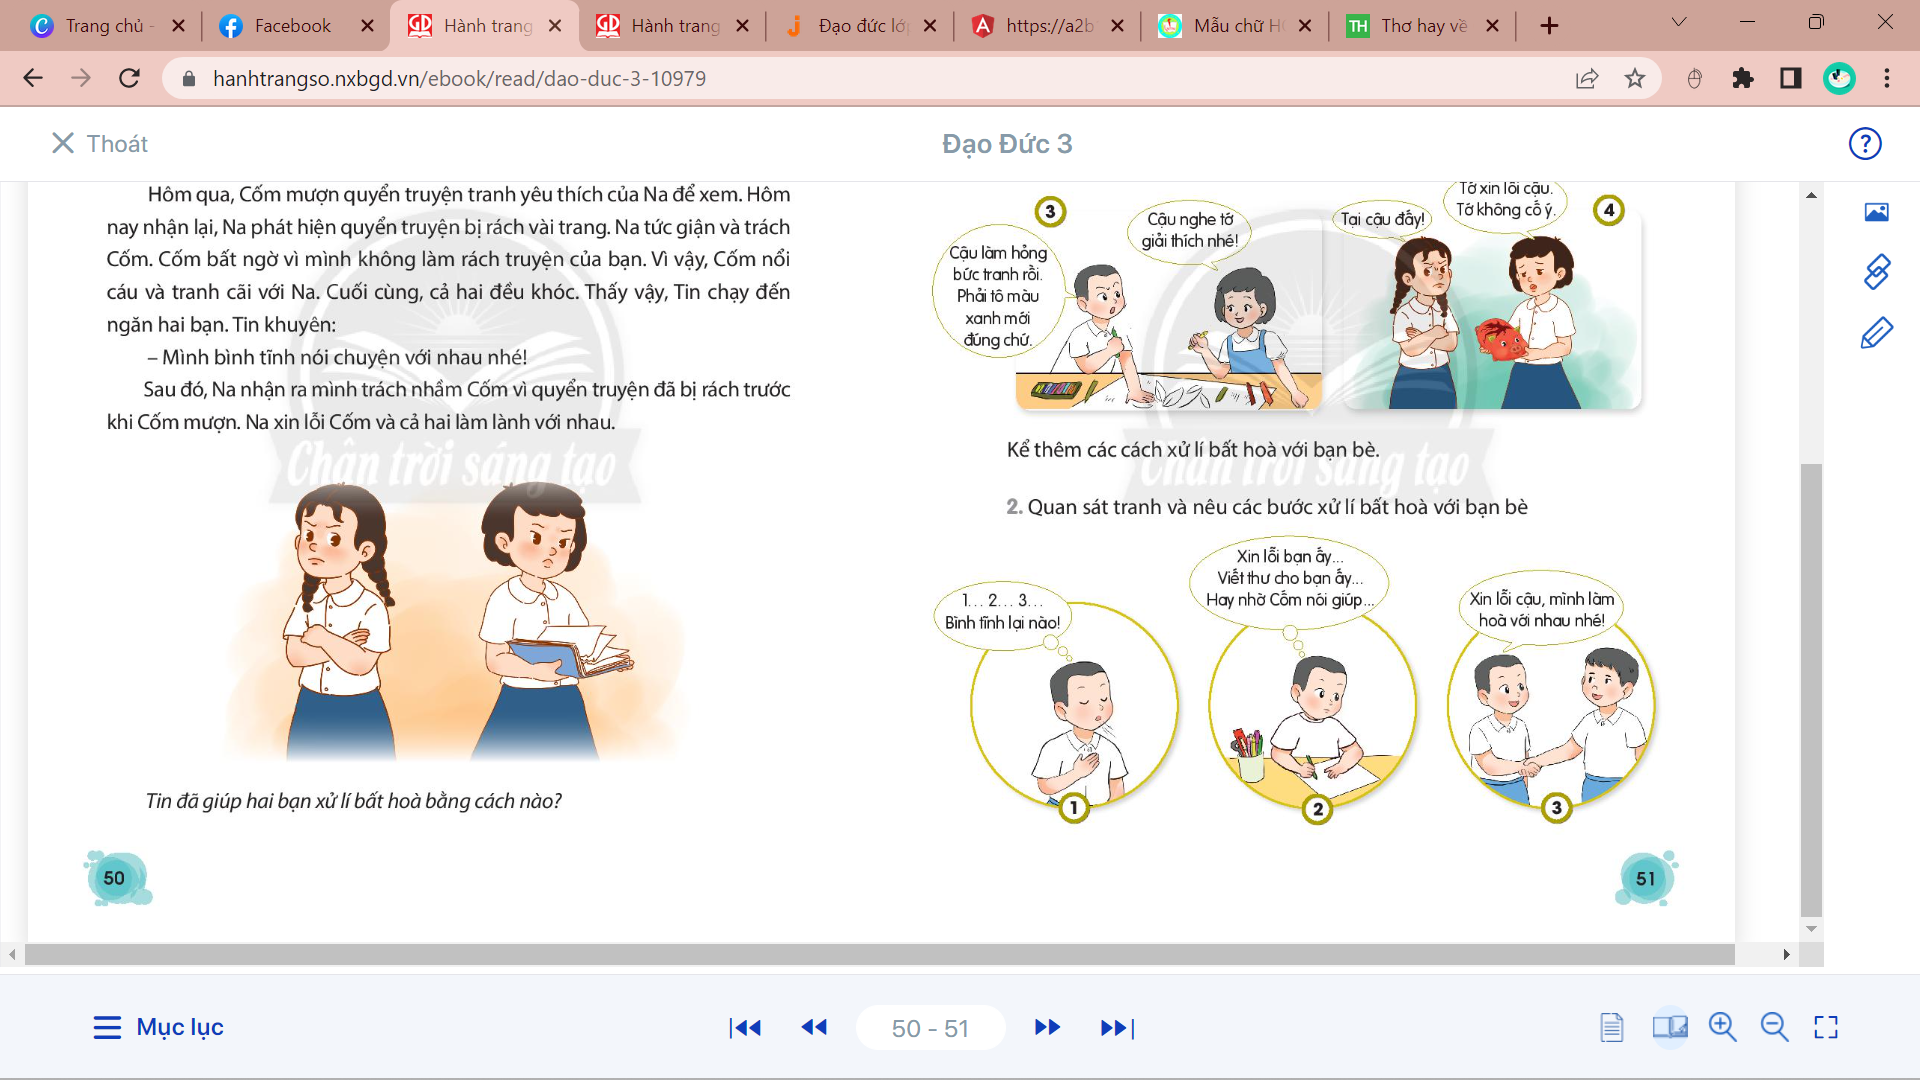 Trang chủ -
Facebook
Hành trang
Hành trang
Đạo đức lớp
https://a2b
Mẫu chữ HO
Thơ hay về
hanhtrangso.nxbgd.vn/ebook/read/dao-duc-3-10979
Thoát
Đạo Đức 3
Hôm qua, Cốm mượn quyển truyện tranh yêu thích của Na để xem. Hôm
nay nhận lại, Na phát hiện quyển truyện bị rách vài trang. Na tức giận và trách
Cốm. Cốm bất ngờ vì mình không làm rách truyện của bạn. Vì vậy, Cốm nổi
cáu và tranh cãi với Na. Cuối cùng, cả hai đều khóc. Thấy vậy, Tin chạy đến
ngăn hai bạn. Tin khuyên:
– Mình bình tĩnh nói chuyện với nhau nhé!
Sau đó, Na nhận ra mình trách nhầm Cốm vì quyển truyện đã bị rách trước
khi Cốm mượn. Na xin lỗi Cốm và cả hai làm lành với nhau.
Chân trời sáng tạo
Tin đã giúp hai bạn xử lí bất hoà bằng cách nào?
50
3
Cậu làm hỏng
bức tranh rồi.
Phải tô màu
xanh mới
đúng chứ.
Cậu nghe tớ
giải thích nhé!
4
Tại cậu đấy!
Tớ xin lỗi cậu.
Tớ không cố ý.
Chân trời sáng tạo
Kể thêm các cách xử lí bất hoà với bạn bè.
2. Quan sát tranh và nêu các bước xử lí bất hoà với bạn bè
1... 2... 3...
Bình tĩnh lại nào!
1
Xin lỗi bạn ấy...
Viết thư cho bạn ấy...
Hay nhờ Cốm nói giúp...
2
Xin lỗi cậu, mình làm
hoà với nhau nhé!
3
51
Mục lục
50 - 51